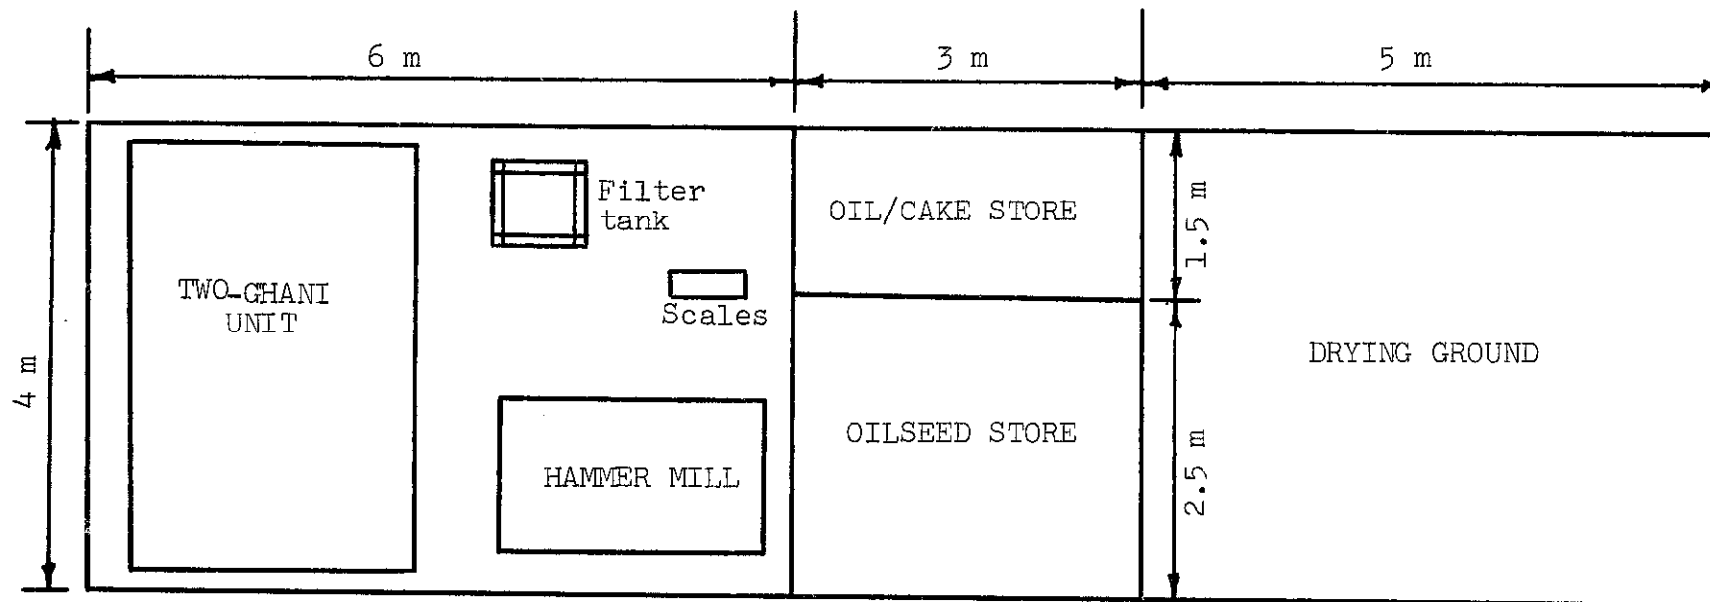 6 m
3 m
5 m
4 m
TWO-GHANI
UNIT
Filter
tank
Scales
HAMMER MILL
OIL/CAKE STORE
OILSEED STORE
1.5 m
2.5 m
DRYING GROUND